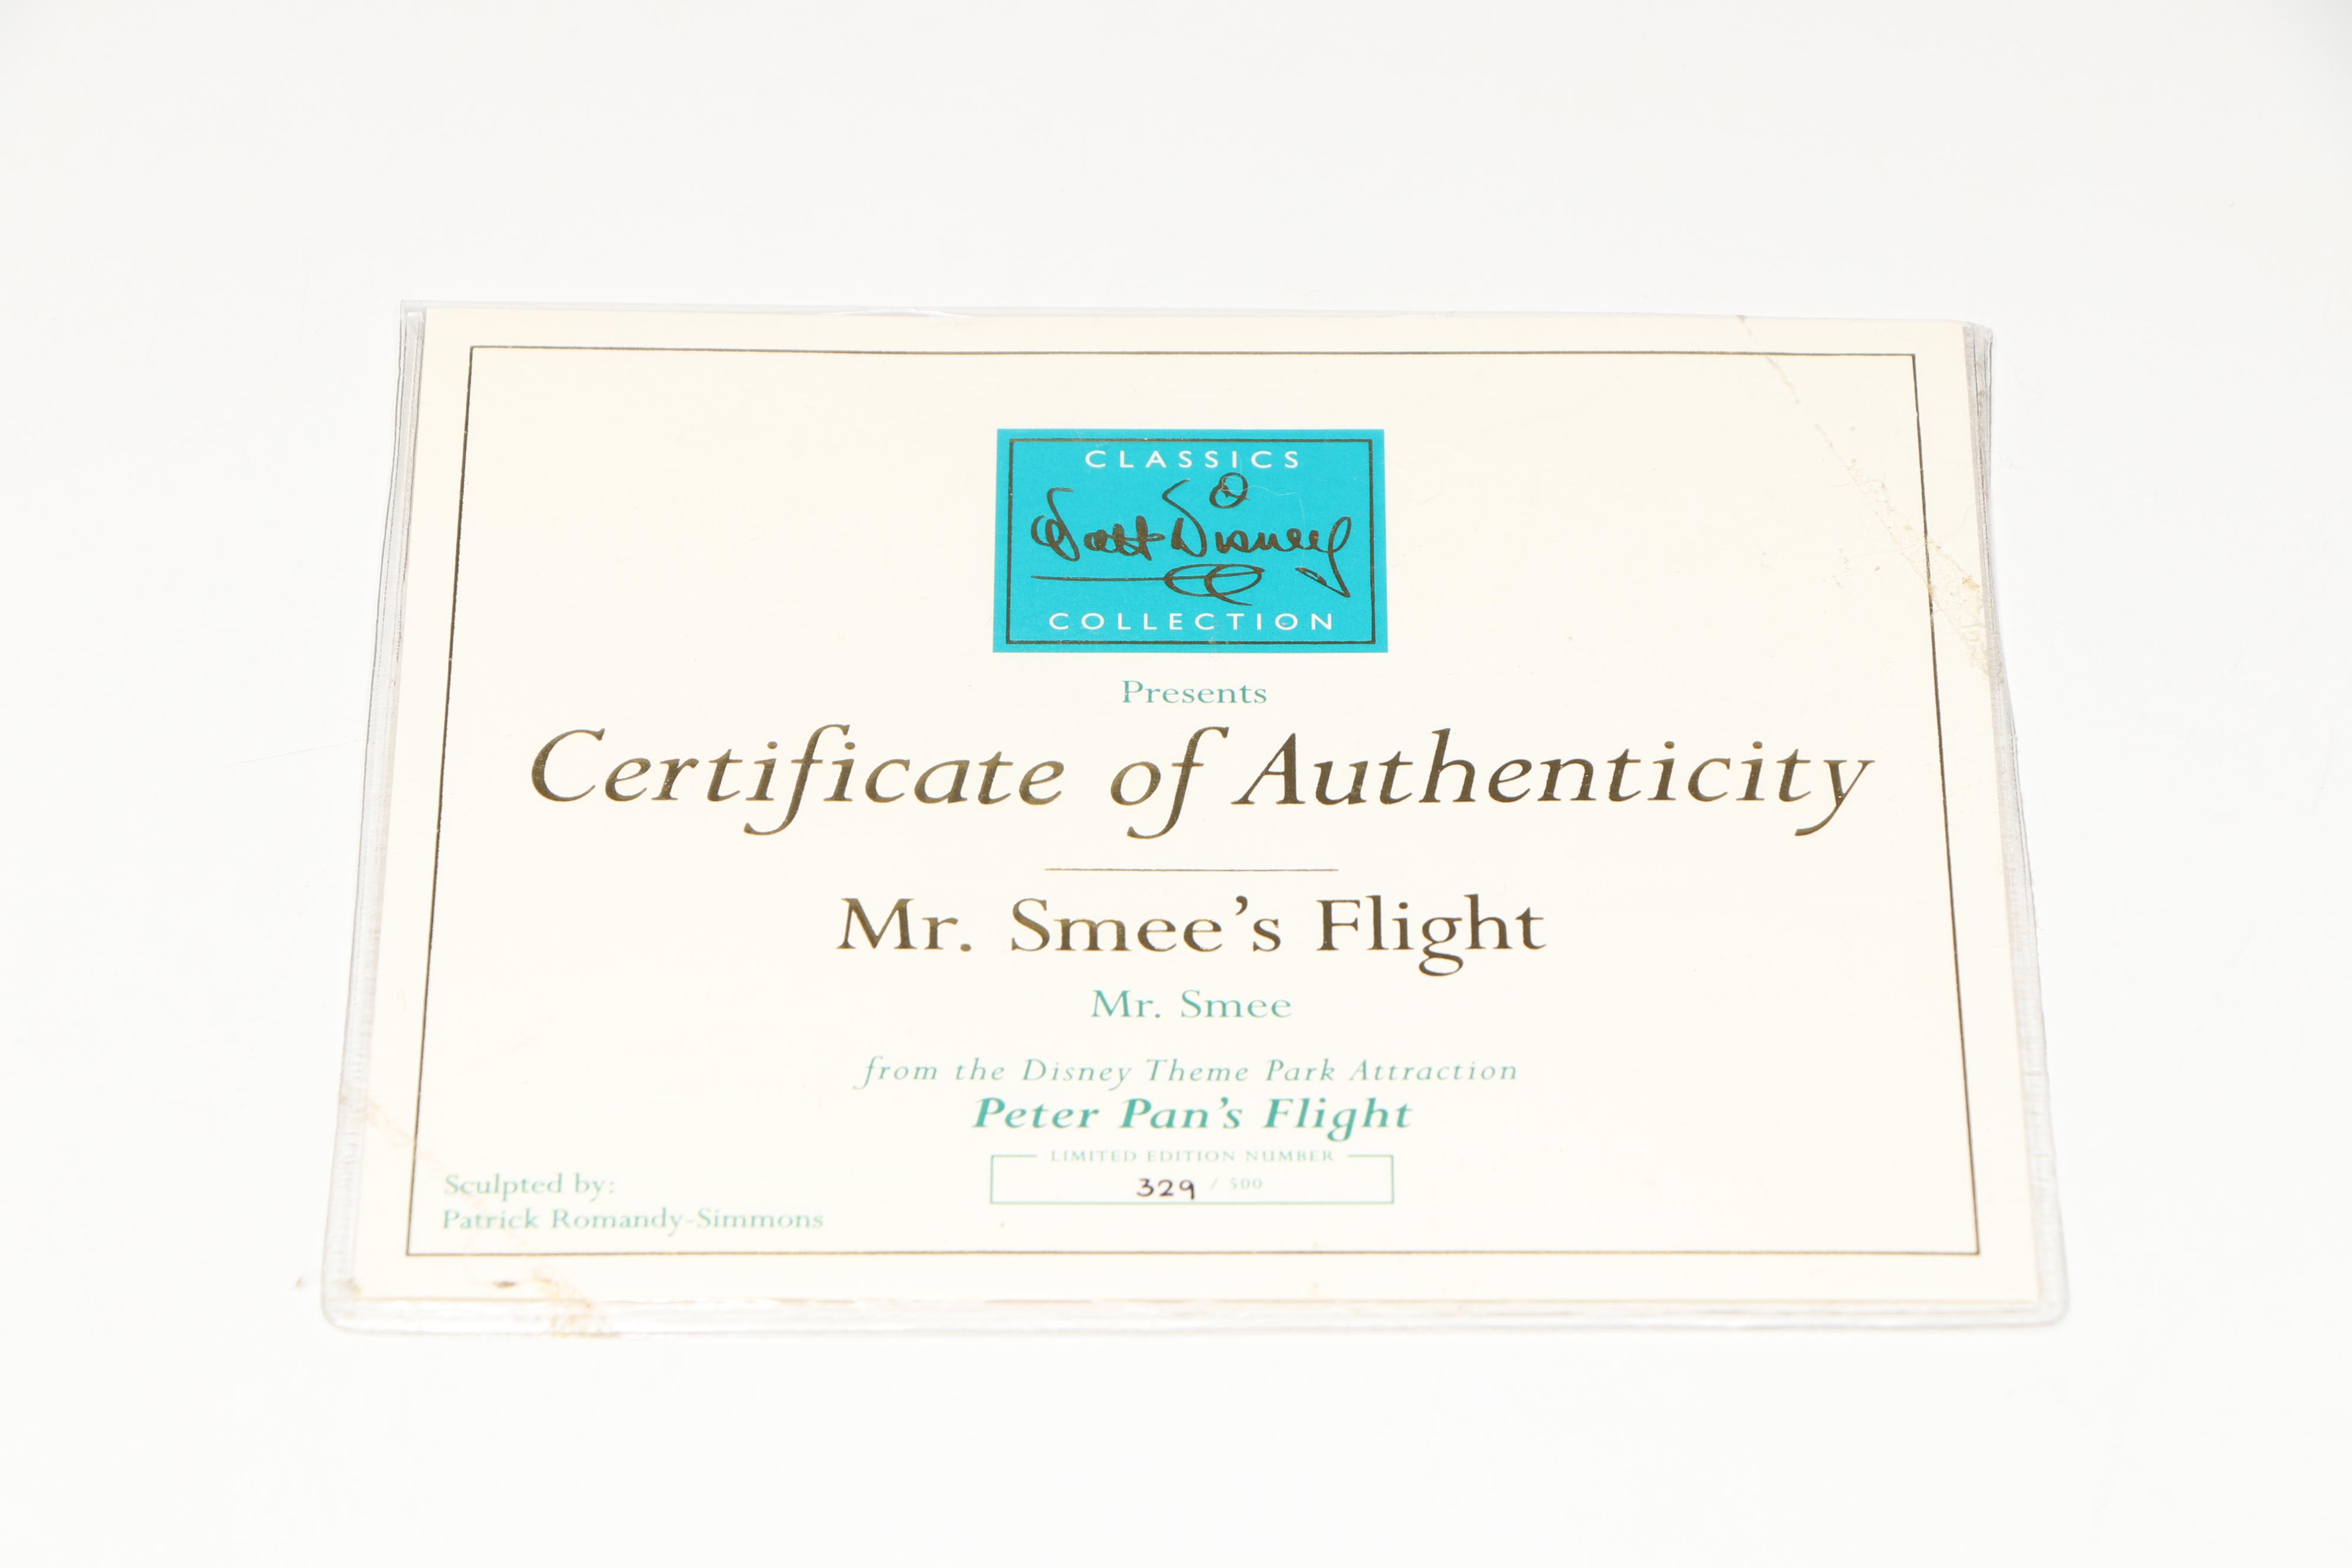 CLASSICS
Walt Disney
COLLECTION
Presents
Certificate of Authenticity
Mr. Smee’s Flight
Mr. Smee
from the Disney Theme Park Attraction
Peter Pan’s Flight
LIMITED EDITION NUMBER
329 / 500
Sculpted by:
Patrick Romandy-Simmons